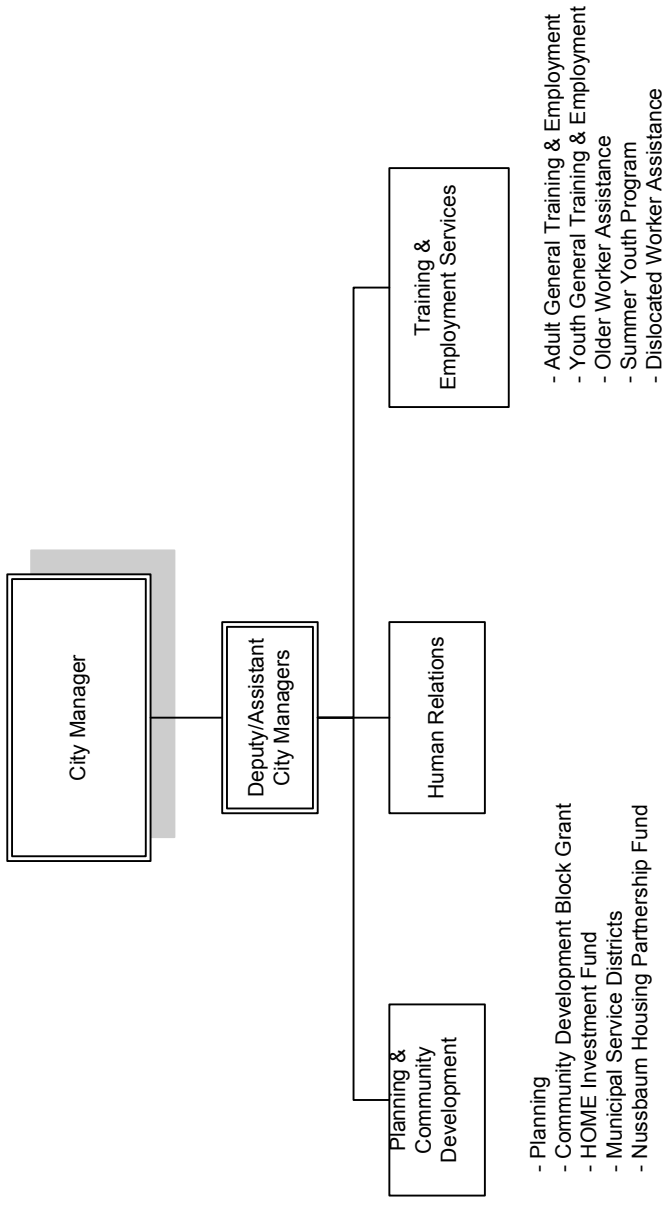 City Manager
Deputy/Assistant
City Managers
Planning &
Community
Development
Human Relations
Training &
Employment Services
- Planning
- Community Development Block Grant
- HOME Investment Fund
- Municipal Service Districts
- Nussbaum Housing Partnership Fund
- Adult General Training & Employment
- Youth General Training & Employment
- Older Worker Assistance
- Summer Youth Program
- Dislocated Worker Assistance